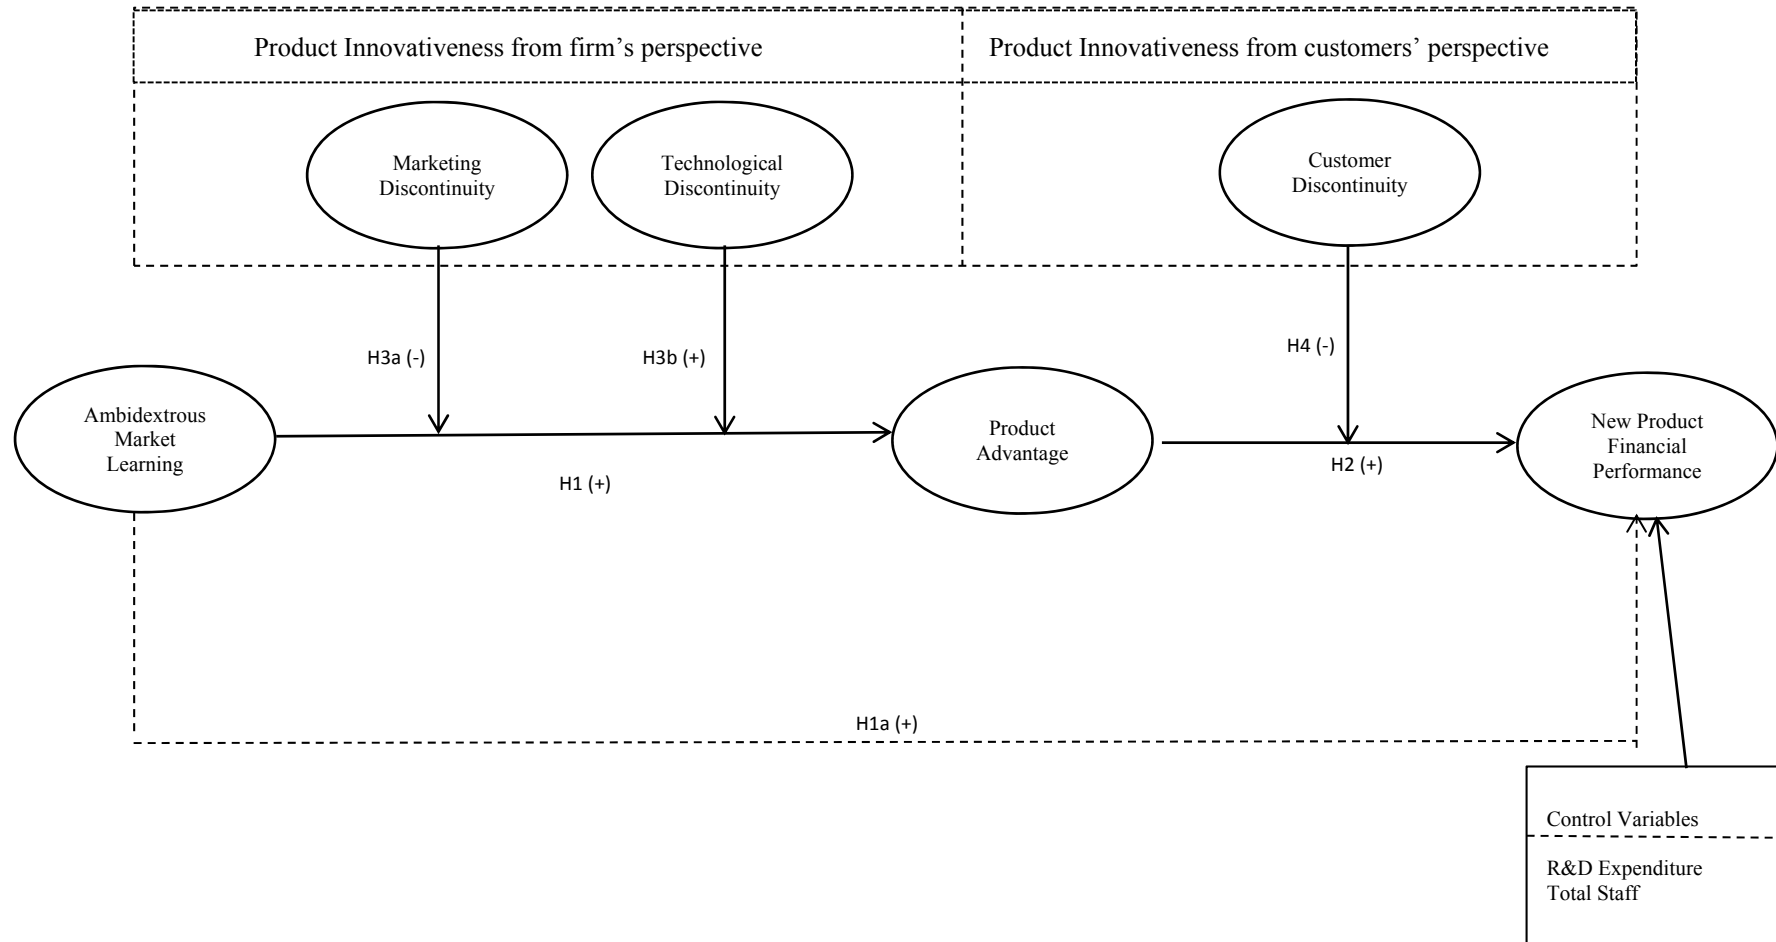 Product Innovativeness from firm’s perspective
Product Innovativeness from customers’ perspective
Marketing
Discontinuity
Technological
Discontinuity
Customer
Discontinuity
H3a (-)
H3b (+)
H4 (-)
Ambidextrous
Market
Learning
Product
Advantage
New Product
Financial
Performance
H1 (+)
H2 (+)
H1a (+)
Control Variables
R&D Expenditure
Total Staff